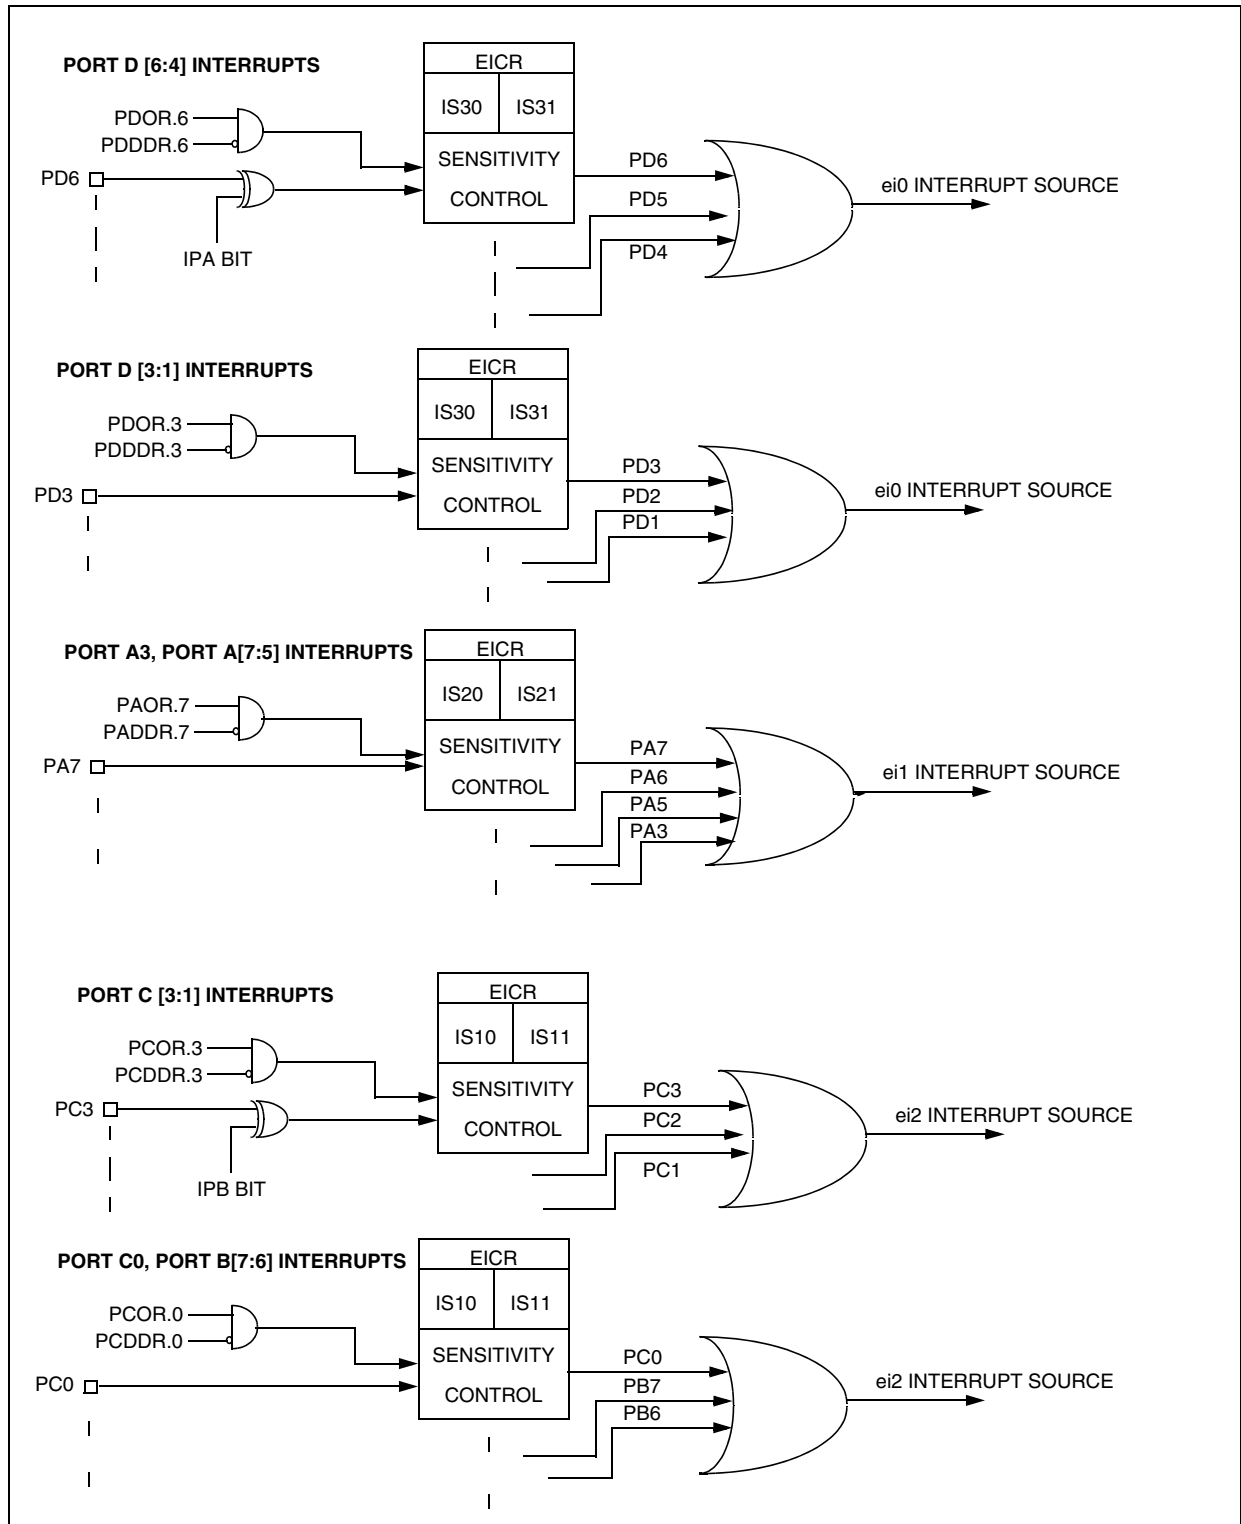 PORT D [6:4] INTERRUPTS
EICR
IS30 IS31
PDOR.6
PDDDR.6
SENSITIVITY
CONTROL
PD6
IPA BIT
PD6
PD5
PD4
ei0 INTERRUPT SOURCE
PORT D [3:1] INTERRUPTS
EICR
IS30 IS31
PDOR.3
PDDDR.3
SENSITIVITY
CONTROL
PD3
PD3
PD2
PD1
ei0 INTERRUPT SOURCE
PORT A3, PORT A[7:5] INTERRUPTS
EICR
IS20 IS21
PAOR.7
PADDR.7
SENSITIVITY
CONTROL
PA7
PA7
PA6
PA5
PA3
ei1 INTERRUPT SOURCE
PORT C [3:1] INTERRUPTS
EICR
IS10 IS11
PCOR.3
PCDDR.3
SENSITIVITY
CONTROL
PC3
IPB BIT
PC3
PC2
PC1
ei2 INTERRUPT SOURCE
PORT C0, PORT B[7:6] INTERRUPTS
EICR
IS10 IS11
PCOR.0
PCDDR.0
SENSITIVITY
CONTROL
PC0
PC0
PB7
PB6
ei2 INTERRUPT SOURCE